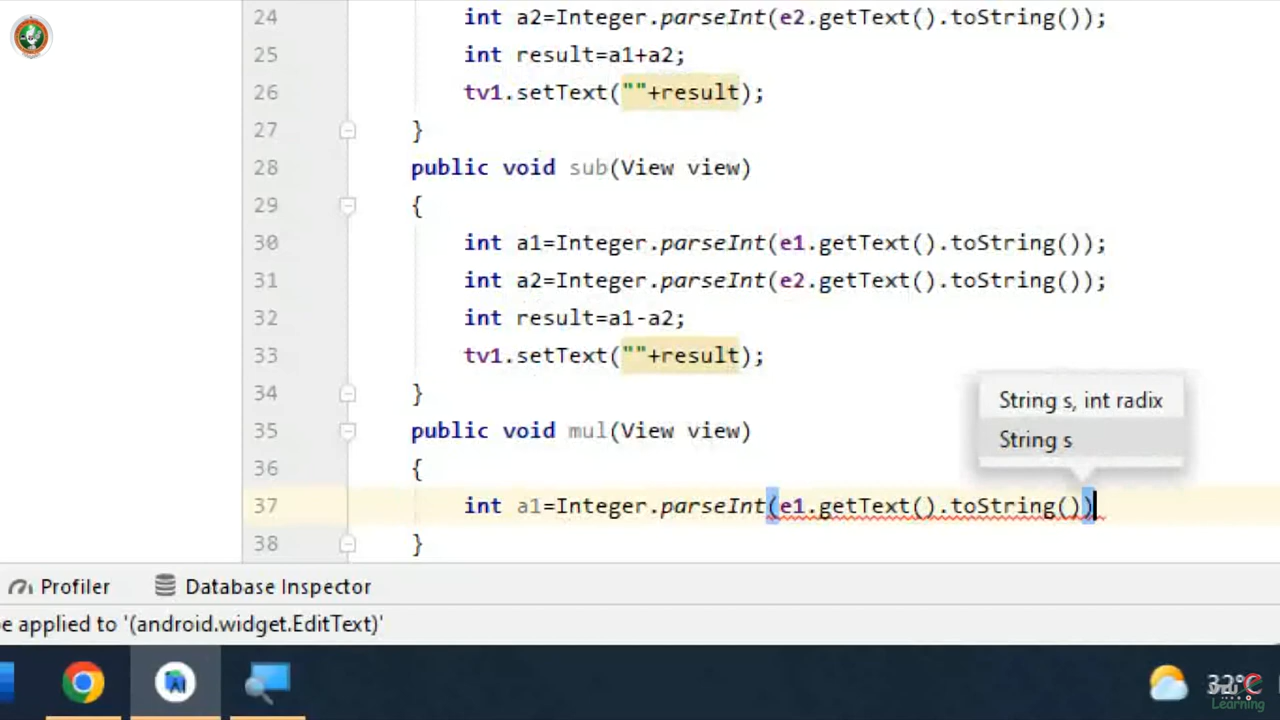 24 int a2=Integer.parseInt(e2.getText().toString());
25 int result=a1+a2;
26 tv1.setText(""+result);
27 }
28 public void sub(View view)
29 {
30 int a1=Integer.parseInt(e1.getText().toString());
31 int a2=Integer.parseInt(e2.getText().toString());
32 int result=a1-a2;
33 tv1.setText(""+result);
34 }
String s, int radix
35 public void mul(View view)
String s
36 {
37 int a1=Integer.parseInt(e1.getText().toString())
38 }
Profiler Database Inspector
e applied to '(android.widget.EditText)'
32°C
Learning